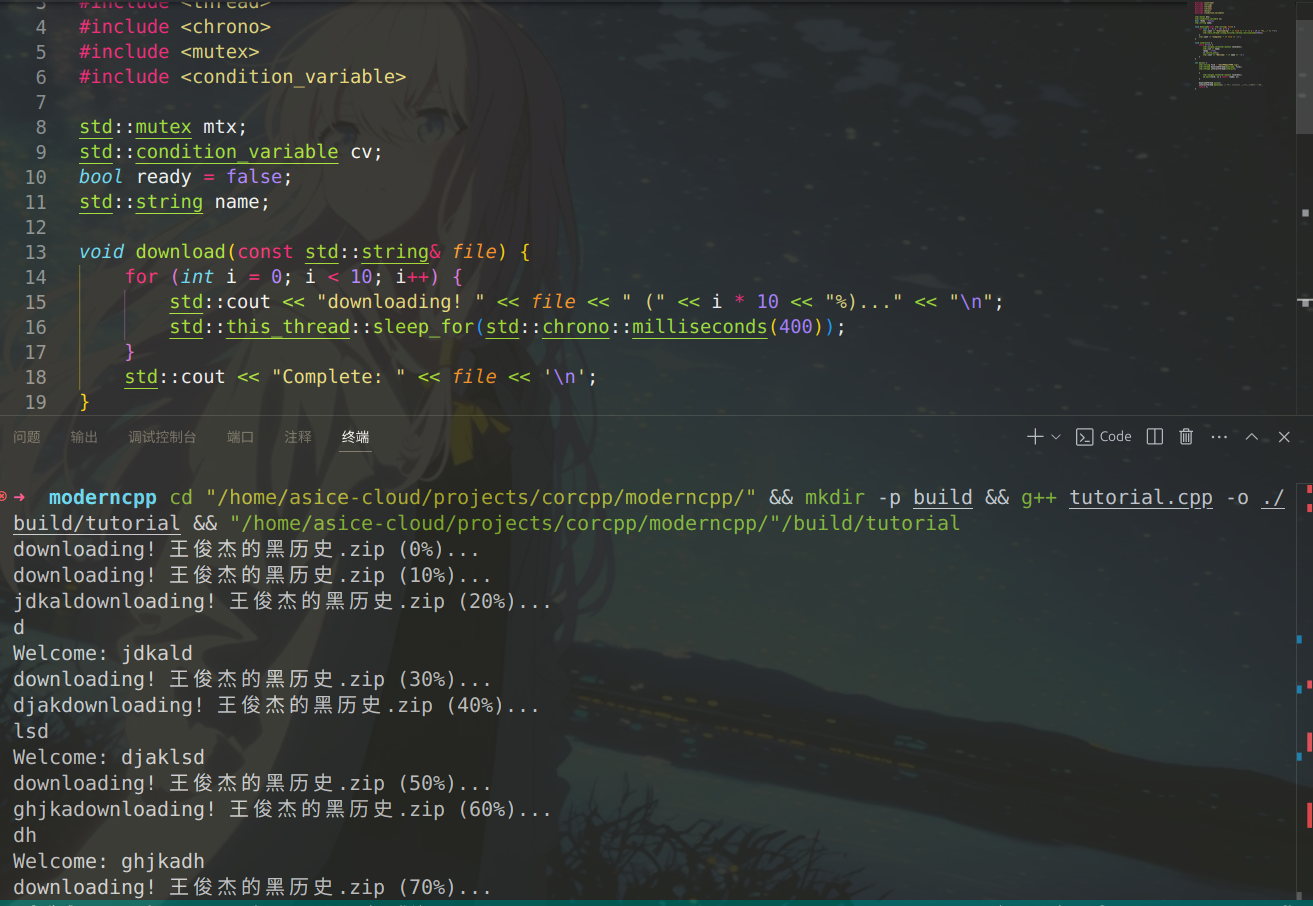 3 #include <thread>
4 #include <chrono>
5 #include <mutex>
6 #include <condition_variable>
7
8 std::mutex mtx;
9 std::condition_variable cv;
10 bool ready = false;
11 std::string name;
12
13 void download(const std::string& file) {
14 for (int i = 0; i < 10; i++) {
15 std::cout << "downloading! " << file << " (" << i * 10 << "%)..." << "\n";
16 std::this_thread::sleep_for(std::chrono::milliseconds(400));
17 }
18 std::cout << "Complete: " << file << '\n';
19 }
问题 输出 调试控制台 端口 注释 终端
Code
→ moderncpp cd "/home/asice-cloud/projects/corcpp/moderncpp/" && mkdir -p build && g++ tutorial.cpp -o ./
build/tutorial && "/home/asice-cloud/projects/corcpp/moderncpp/"/build/tutorial
downloading! 王俊杰的黑历史.zip (0%)...
downloading! 王俊杰的黑历史.zip (10%)...
jdkaldownloading! 王俊杰的黑历史.zip (20%)...
d
Welcome: jdkald
downloading! 王俊杰的黑历史.zip (30%)...
djakdownloading! 王俊杰的黑历史.zip (40%)...
lsd
Welcome: djaklsd
downloading! 王俊杰的黑历史.zip (50%)...
ghjkadownloading! 王俊杰的黑历史.zip (60%)...
dh
Welcome: ghjkadh
downloading! 王俊杰的黑历史.zip (70%)...